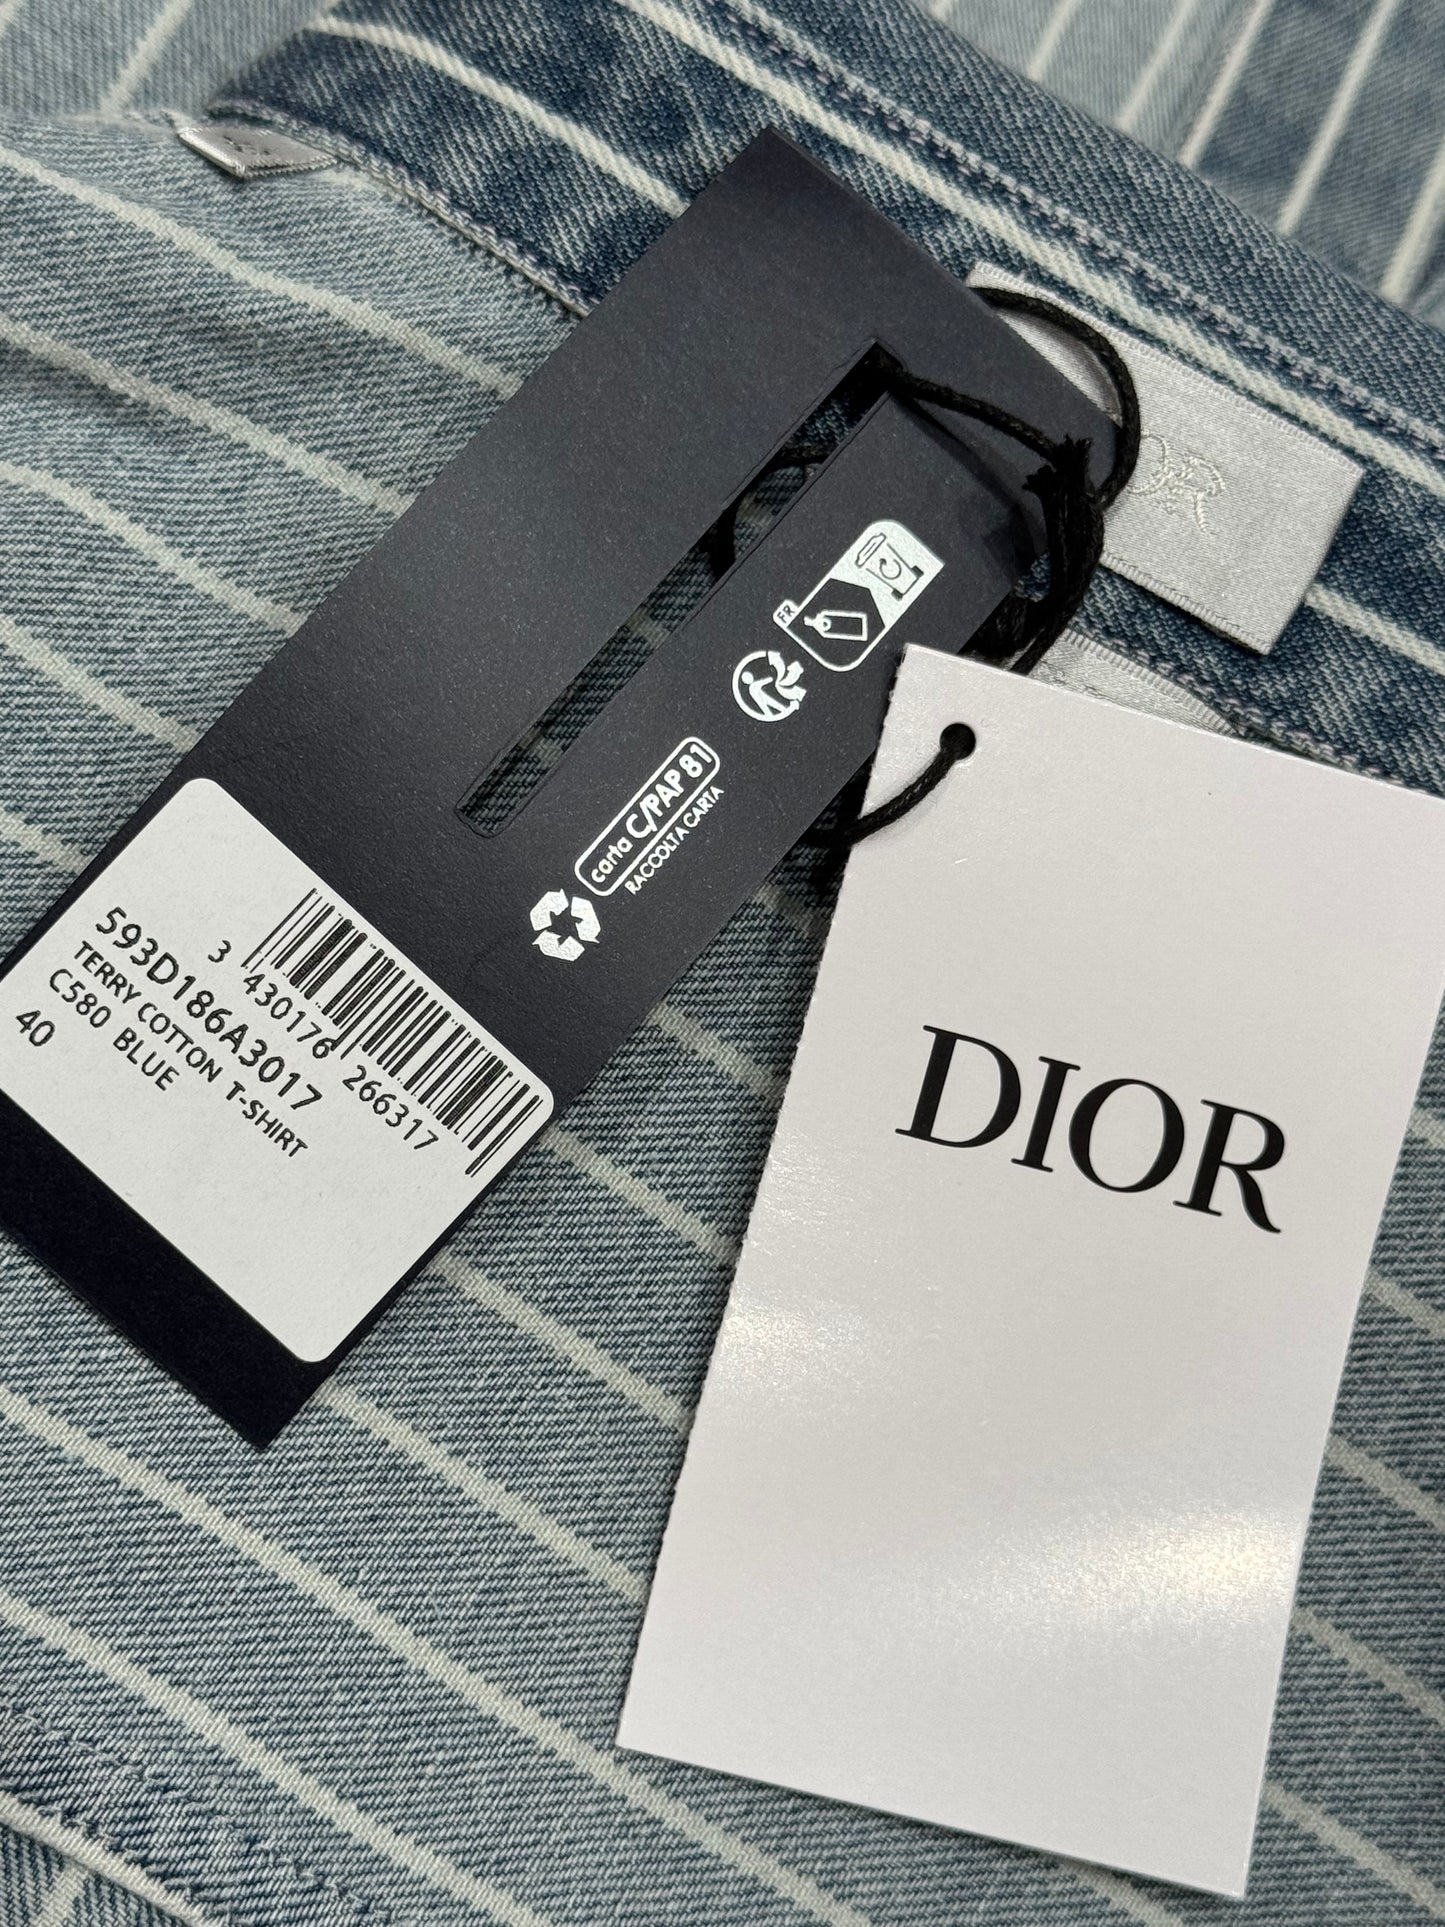 FR
carta C/PAP 81
RACCOLTA CARTA
3 430176 266317
593D186A3017
TERRY COTTON T-SHIRT
C580 BLUE
40
DIOR